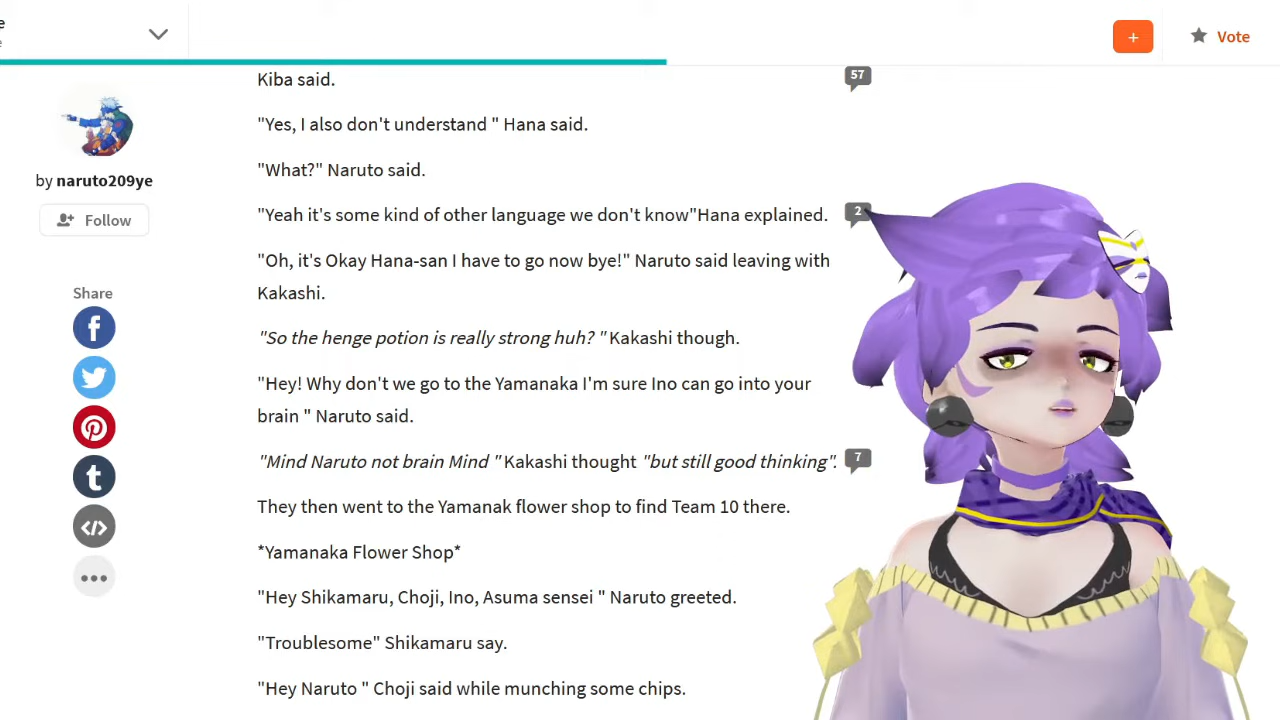 e
Vote
Kiba said.
57
"Yes, I also don't understand " Hana said.
"What?" Naruto said.
by naruto209ye
Follow
"Yeah it's some kind of other language we don't know"Hana explained.
2
"Oh, it's Okay Hana-san I have to go now bye!" Naruto said leaving with
Kakashi.
Share
"So the henge potion is really strong huh? " Kakashi though.
"Hey! Why don't we go to the Yamanaka I'm sure Ino can go into your
brain " Naruto said.
"Mind Naruto not brain Mind " Kakashi thought "but still good thinking".
7
They then went to the Yamanak flower shop to find Team 10 there.
*Yamanaka Flower Shop*
"Hey Shikamaru, Choji, Ino, Asuma sensei " Naruto greeted.
"Troublesome" Shikamaru say.
"Hey Naruto " Choji said while munching some chips.